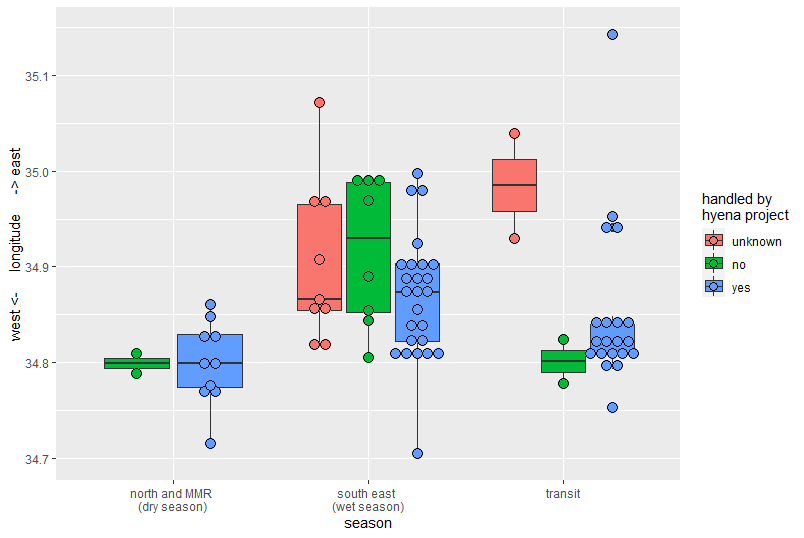 35.1
35.0
34.9
34.8
34.7
west <-    longitude    -> east
north and MMR
(dry season)
south east
(wet season)
transit
season
handled by
hyena project
unknown
no
yes